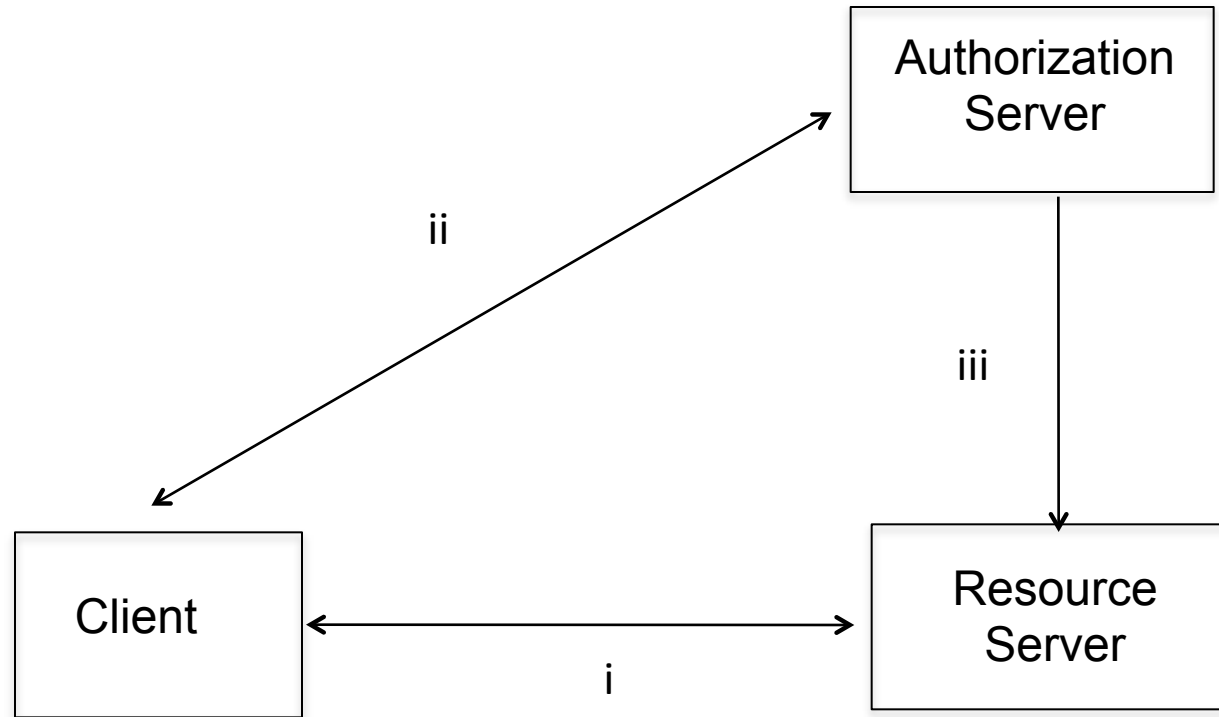 Authorization
Server
ii
iii
Client
Resource
Server
i